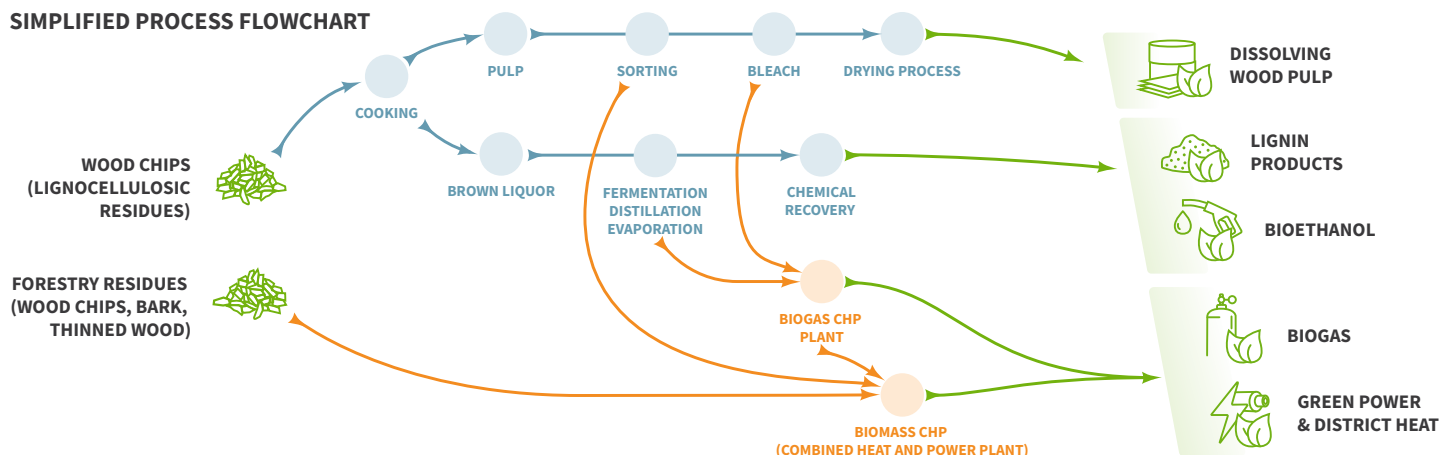 SIMPLIFIED PROCESS FLOWCHART
PULP
SORTING
BLEACH
DRYING PROCESS
DISSOLVING
WOOD PULP
COOKING
WOOD CHIPS
(LIGNOCELLULOSIC
RESIDUES)
BROWN LIQUOR
FERMENTATION
DISTILLATION
EVAPORATION
CHEMICAL
RECOVERY
LIGNIN
PRODUCTS
BIOETHANOL
FORESTRY RESIDUES
(WOOD CHIPS, BARK,
THINNED WOOD)
BIOGAS CHP
PLANT
BIOGAS
BIOMASS CHP
(COMBINED HEAT AND POWER PLANT)
GREEN POWER
& DISTRICT HEAT